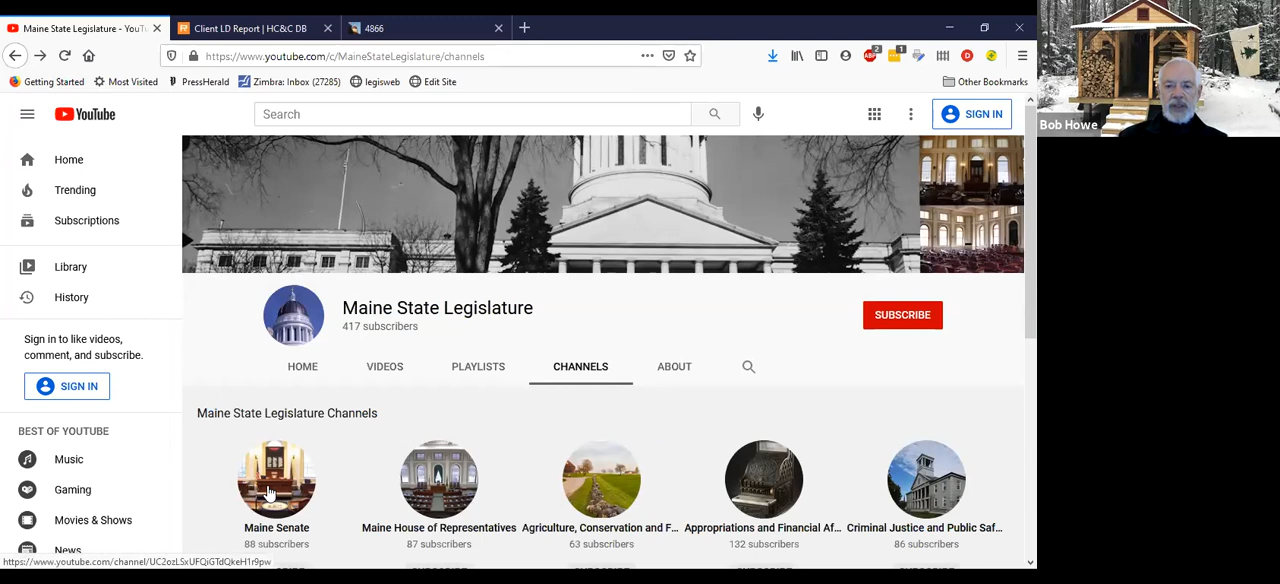 Maine State Legislature - YouT
Client LD Report | HC&C DB
4866
https://www.youtube.com/c/MaineStateLegislature/channels
2
1
Getting Started
Most Visited
PressHerald
Zimbra: Inbox (27285)
legisweb
Edit Site
Other Bookmarks
Bob Howe
YouTube
Search
SIGN IN
Home
Trending
Subscriptions
Library
History
Sign in to like videos,
comment, and subscribe.
SIGN IN
BEST OF YOUTUBE
Music
Gaming
Movies & Shows
News
Maine State Legislature
417 subscribers
SUBSCRIBE
HOME VIDEOS PLAYLISTS CHANNELS ABOUT
Maine State Legislature Channels
Maine Senate
88 subscribers
Maine House of Representatives
87 subscribers
Agriculture, Conservation and F...
63 subscribers
Appropriations and Financial Af...
132 subscribers
Criminal Justice and Public Saf...
86 subscribers